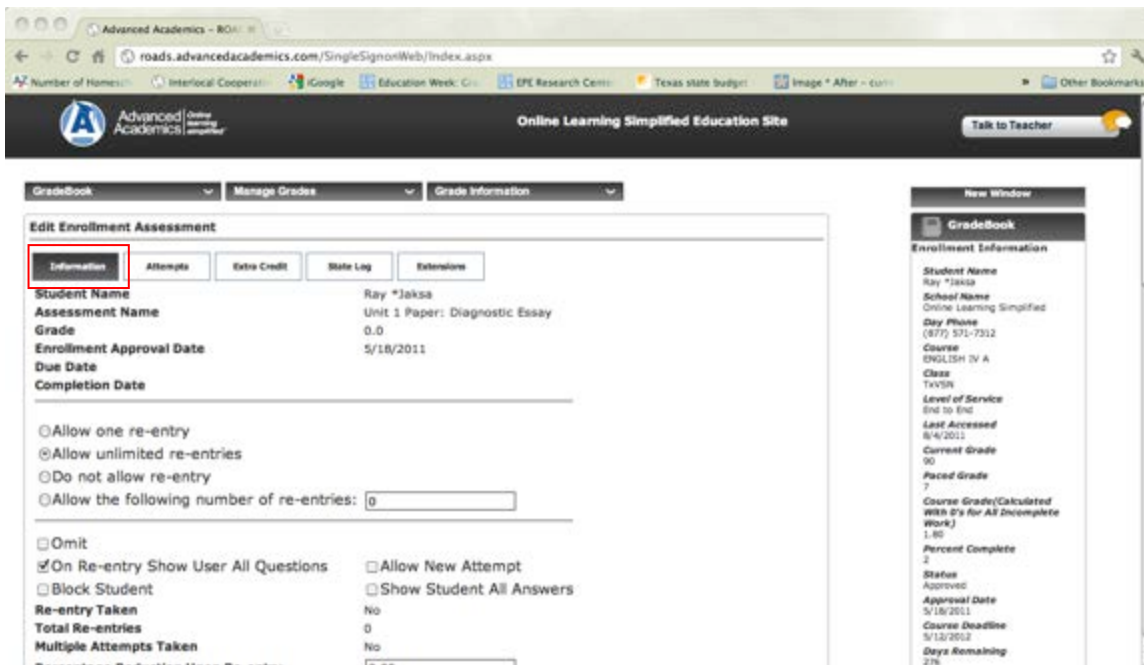 Advanced Academics – ROA
roads.advancedacademics.com/SingleSignonWeb/Index.aspx
Number of Homesch Interlocal Cooperati iGoogle Education Week: EPE Research Cente Texas state budget Image * After – Other Bookmarks
Advanced Academics Online learning simplified Online Learning Simplified Education Site Talk to Teacher
GradeBook Manage Grades Grade Information New Window
Edit Enrollment Assessment
GradeBook
Information Attempts Extra Credit State Log Extensions
Enrollment Information
Student Name Ray *Jaksa
Assessment Name Unit 1 Paper: Diagnostic Essay
Grade 0.0
Enrollment Approval Date 5/18/2011
Due Date
Completion Date
Allow one re-entry
Allow unlimited re-entries
Do not allow re-entry
Allow the following number of re-entries: 0
Omit
On Re-entry Show User All Questions Allow New Attempt
Block Student Show Student All Answers
Re-entry Taken No
Total Re-entries 0
Multiple Attempts Taken No
Student Name
Ray *Jaksa
School Name
Online Learning Simplified
Day Phone
(877) 571-7312
Course
ENGLISH IV A
Class
TxVSN
Level of Service
End to End
Last Accessed
8/4/2011
Current Grade
90
Paced Grade
7
Course Grade(Calculated
With 0's for All Incomplete
Work)
1.80
Percent Complete
2
Status
Approved
Approval Date
5/18/2011
Course Deadline
5/12/2012
Days Remaining
276